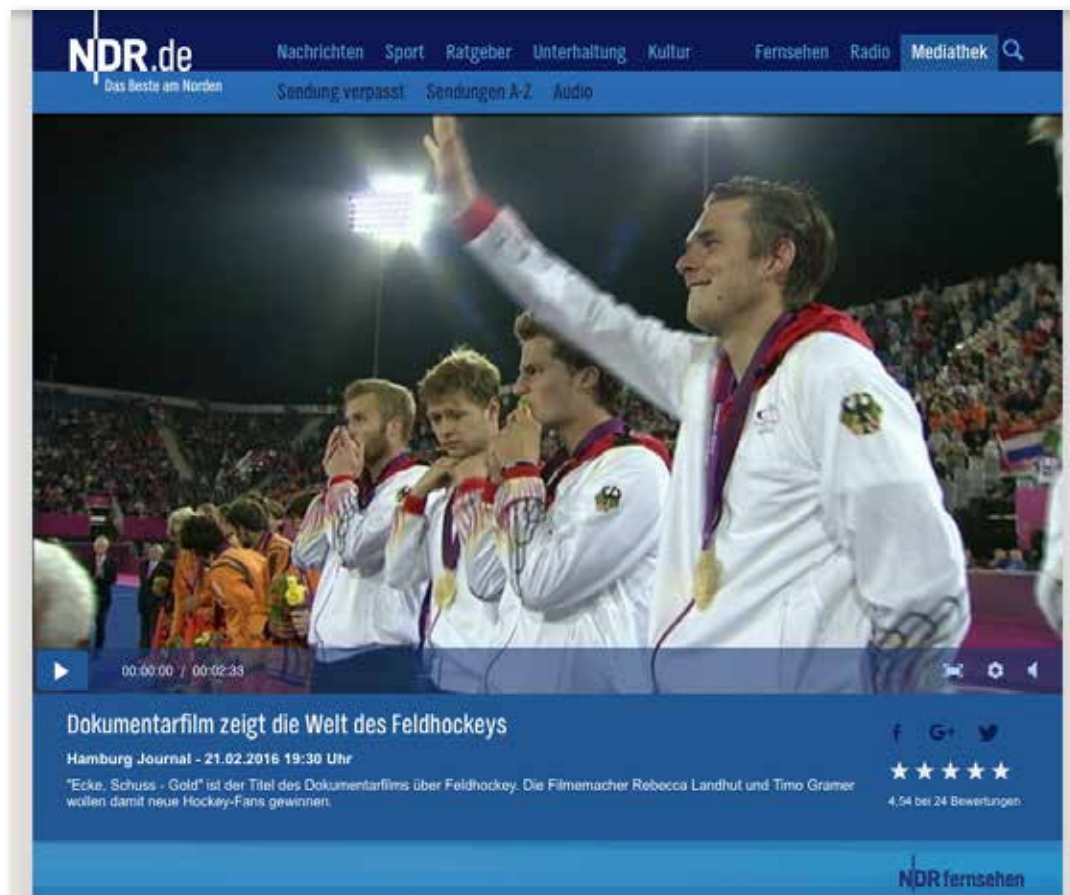 NDR.de
Das Beste am Norden
Nachrichten Sport Ratgeber Unterhaltung Kultur Fernsehen Radio Mediathek
Sendung verpasst Sendungen A-Z Audio
00:00:00 / 00:02:33
Dokumentarfilm zeigt die Welt des Feldhockeys
Hamburg Journal - 21.02.2016 19:30 Uhr
"Ecke, Schuss - Gold" ist der Titel des Dokumentarfilms über Feldhockey. Die Filmemacher Rebecca Landhut und Timo Gramer
wollen damit neue Hockey-Fans gewinnen.
f G+
4,54 bei 24 Bewertungen
NDR fernsehen